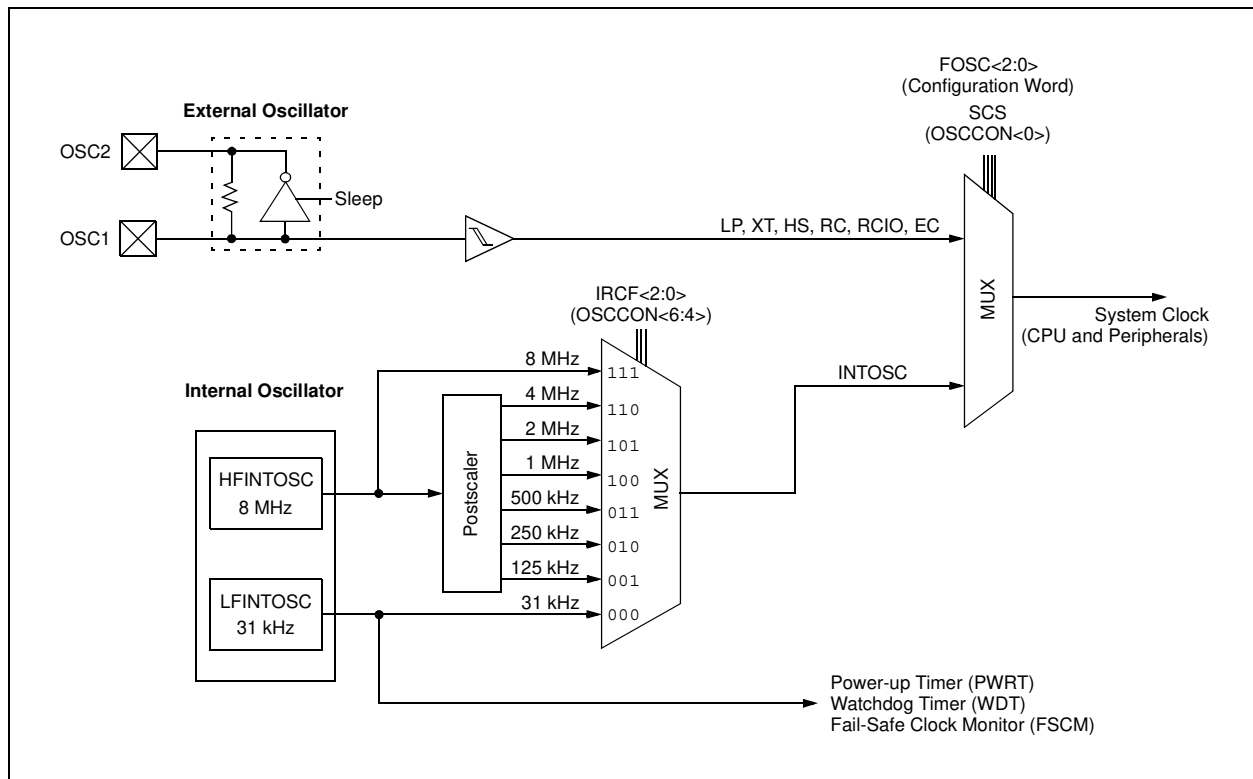 FOSC<2:0>
(Configuration Word)
SCS
(OSCCON<0>)
External Oscillator
OSC2
Sleep
OSC1
LP, XT, HS, RC, RCIO, EC
IRCF<2:0>
(OSCCON<6:4>)
MUX
System Clock
(CPU and Peripherals)
Internal Oscillator
8 MHz
111
4 MHz
110
INTOSC
2 MHz
101
HFINTOSC
8 MHz
Postscaler
1 MHz
100
MUX
500 kHz
011
250 kHz
010
125 kHz
001
LFINTOSC
31 kHz
31 kHz
000
Power-up Timer (PWRT)
Watchdog Timer (WDT)
Fail-Safe Clock Monitor (FSCM)